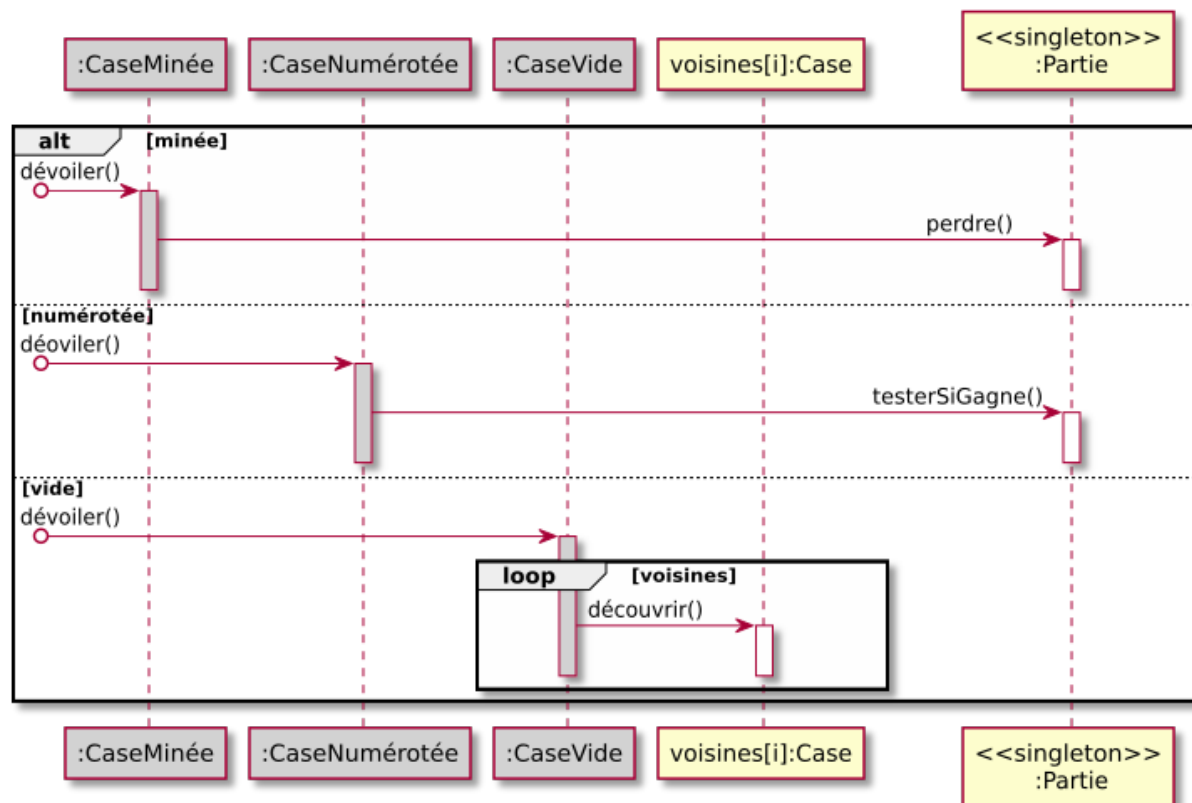 <<singleton>>
:CaseMinée
:CaseNumérotée
:CaseVide
voisines[i]:Case
:Partie
alt
[minée]
dévoiler()
perdre()
[numérotée]
déoviler()
testerSiGagne()
[vide]
dévoiler()
loop
[voisines]
découvrir()
:CaseMinée
:CaseNumérotée
:CaseVide
voisines[i]:Case
<<singleton>>
:Partie